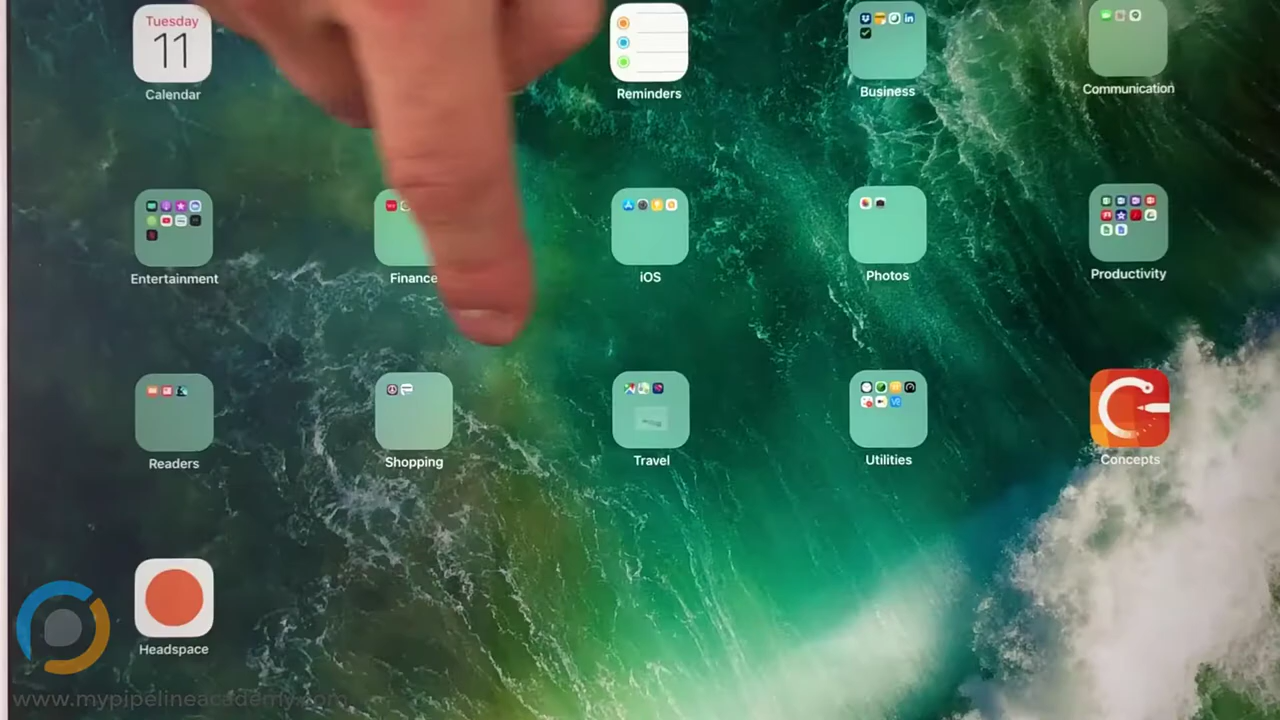 Tuesday
11
Calendar
Reminders
Business
Communication
Entertainment
Finance
iOS
Photos
Productivity
Readers
Shopping
Travel
Utilities
Concepts
Headspace
www.mypipelineacademy.com